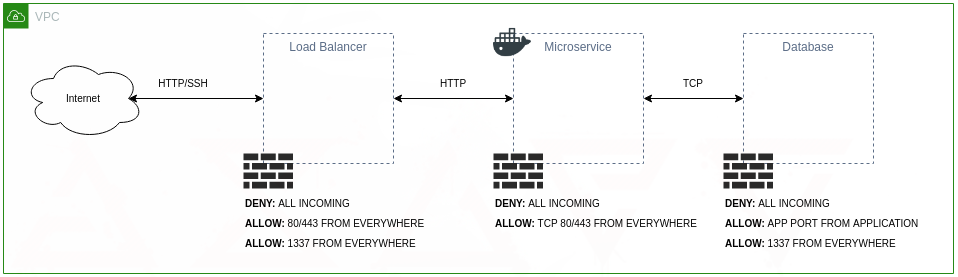 VPC
Load Balancer
Microservice
Database
HTTP/SSH
HTTP
TCP
Internet
DENY: ALL INCOMING
ALLOW: 80/443 FROM EVERYWHERE
ALLOW: 1337 FROM EVERYWHERE
DENY: ALL INCOMING
ALLOW: TCP 80/443 FROM EVERYWHERE
DENY: ALL INCOMING
ALLOW: APP PORT FROM APPLICATION
ALLOW: 1337 FROM EVERYWHERE